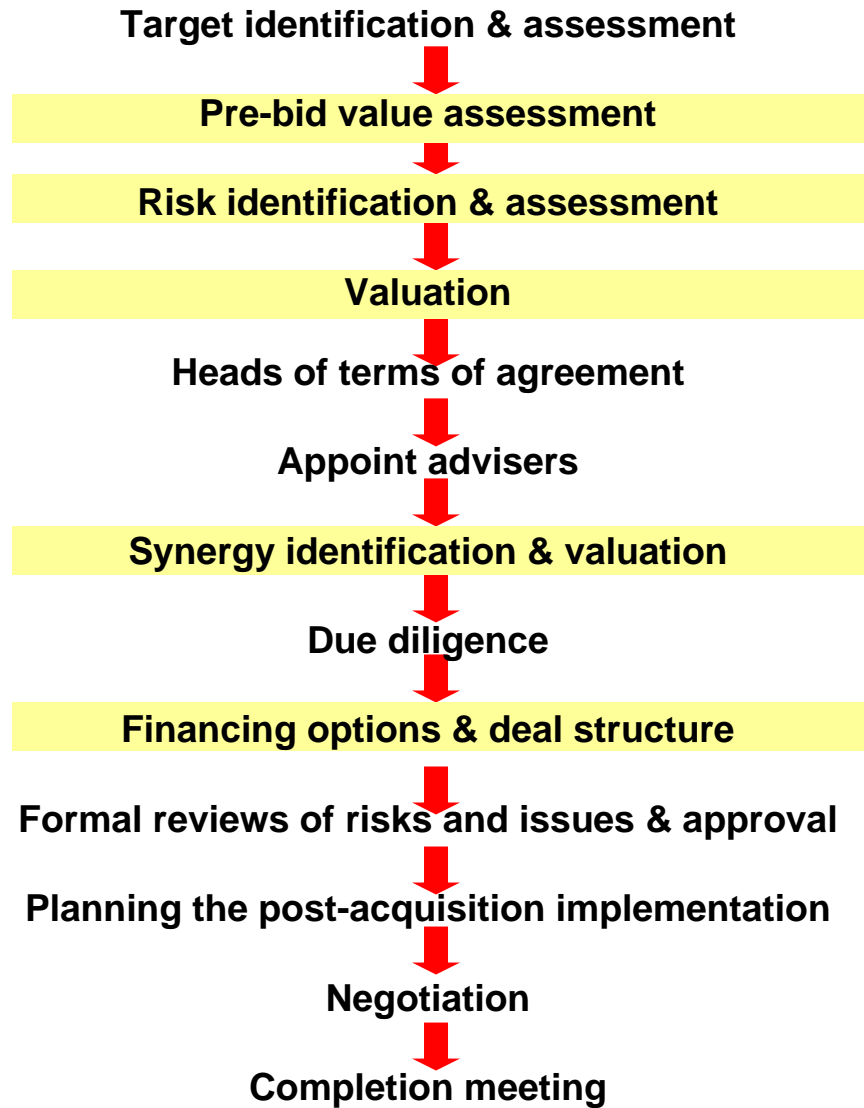 Target identification & assessment
Pre-bid value assessment
Risk identification & assessment
Valuation
Heads of terms of agreement
Appoint advisers
Synergy identification & valuation
Due diligence
Financing options & deal structure
Formal reviews of risks and issues & approval
Planning the post-acquisition implementation
Negotiation
Completion meeting